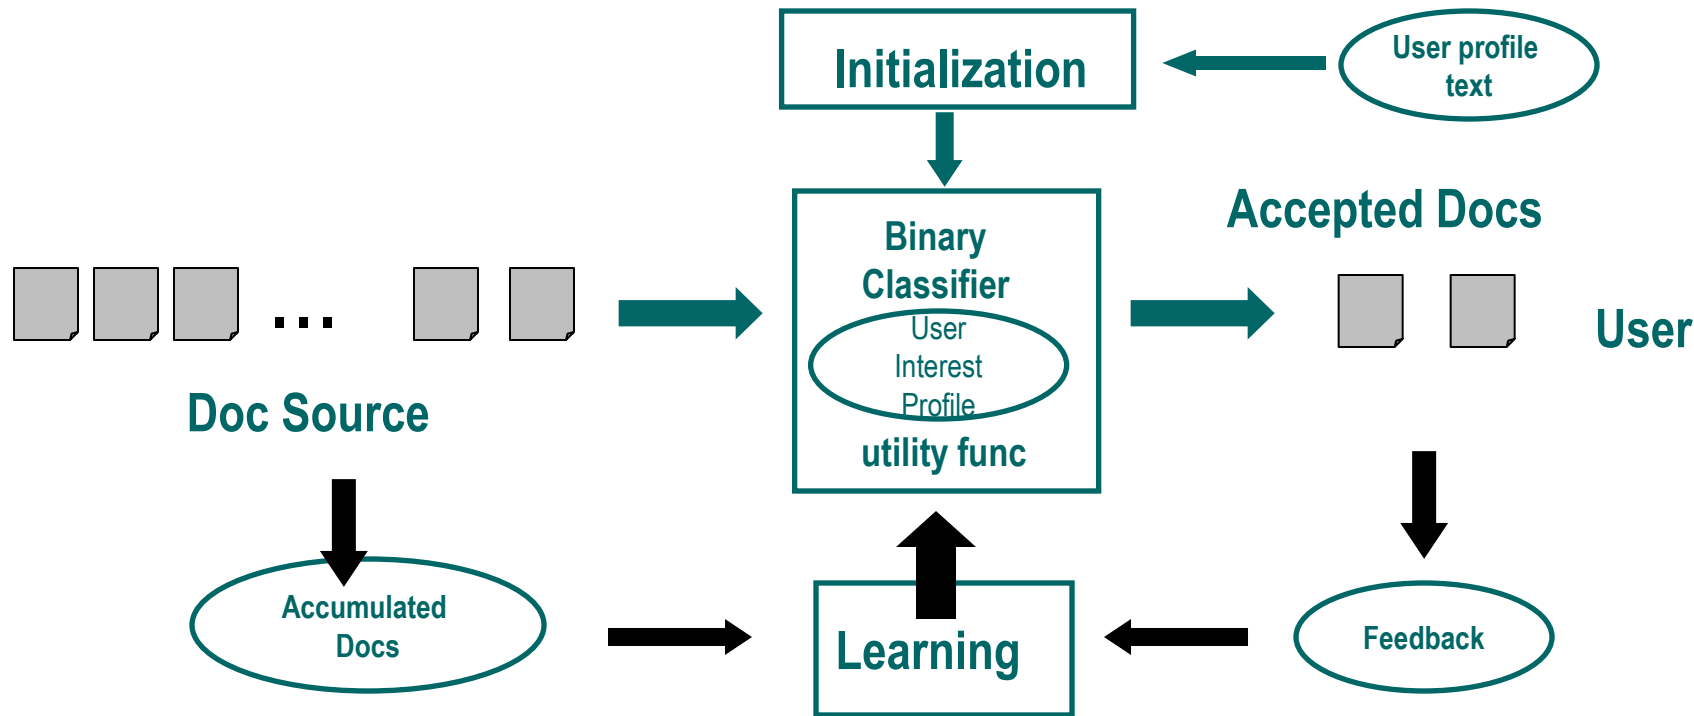 Initialization
User profile
text
Accepted Docs
Binary
Classifier
User
Interest
Profile
utility func
...
User
Doc Source
Accumulated
Docs
Learning
Feedback